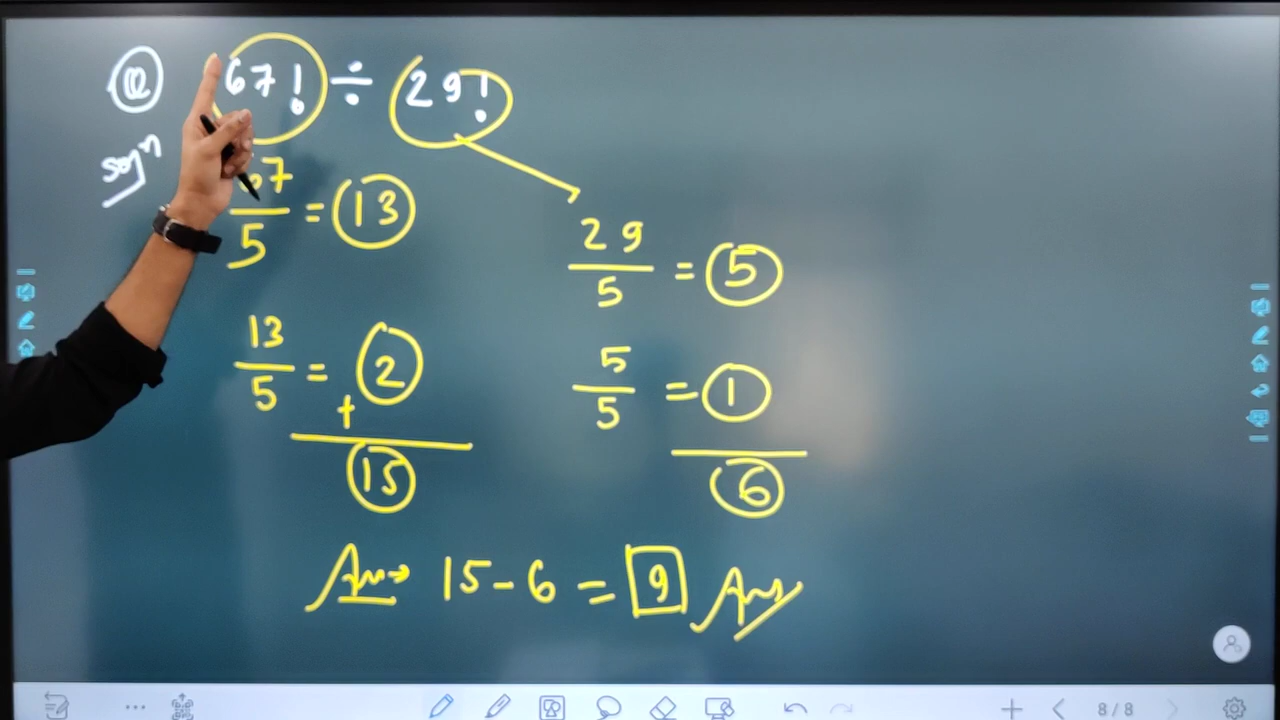 Q 67! ÷ 29!
Solⁿ
67/5 = 13
13/5 = 2
+
15
29/5 = 5
5/5 = 1
6
Ans → 15 - 6 = 9 Ans
8/8